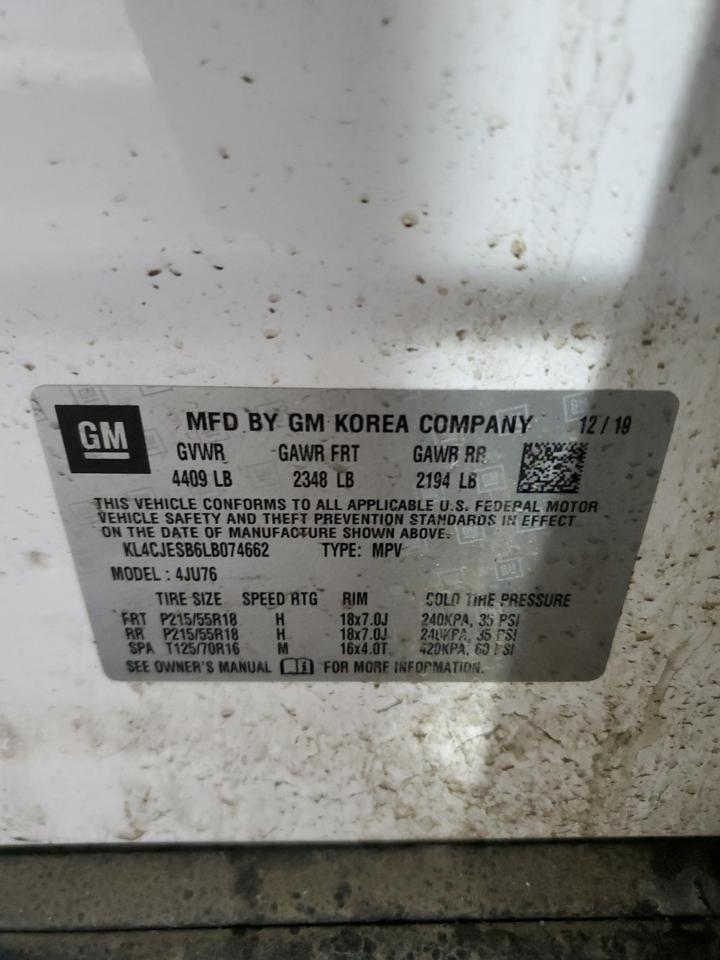 GM MFD BY GM KOREA COMPANY 12/19
GVWR GAWR FRT GAWR RR
4409 LB 2348 LB 2194 LB
THIS VEHICLE CONFORMS TO ALL APPLICABLE U.S. FEDERAL MOTOR
VEHICLE SAFETY AND THEFT PREVENTION STANDARDS IN EFFECT
ON THE DATE OF MANUFACTURE SHOWN ABOVE.
KL4CJESB6LB074662 TYPE: MPV
MODEL: 4JU76
TIRE SIZE SPEED RTG RIM COLD TIRE PRESSURE
FRT P215/55R18 H 18x7.0J 240KPA, 35 PSI
RR P215/55R18 H 18x7.0J 240KPA, 35 PSI
SPA T125/70R16 M 16x4.0T 420KPA, 60 PSI
SEE OWNER'S MANUAL FOR MORE INFORMATION.